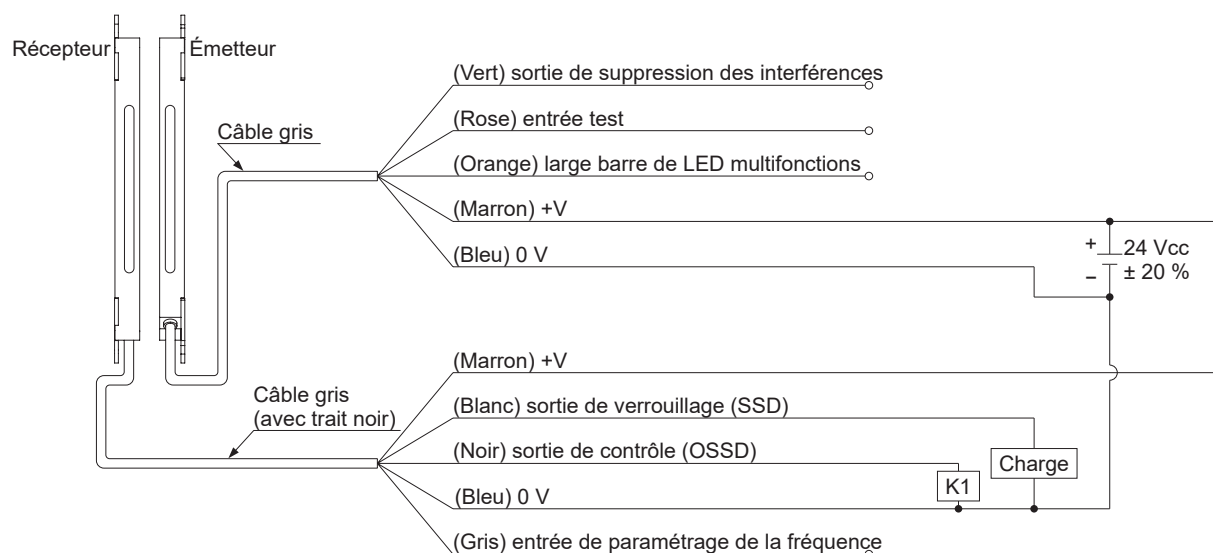 Récepteur
Émetteur
(Vert) sortie de suppression des interférences
Câble gris
(Rose) entrée test
(Orange) large barre de LED multifonctions
(Marron) +V
(Bleu) 0 V
+
24 Vcc
–
± 20 %
(Marron) +V
Câble gris
(avec trait noir)
(Blanc) sortie de verrouillage (SSD)
(Noir) sortie de contrôle (OSSD)
Charge
K1
(Bleu) 0 V
(Gris) entrée de paramétrage de la fréquence